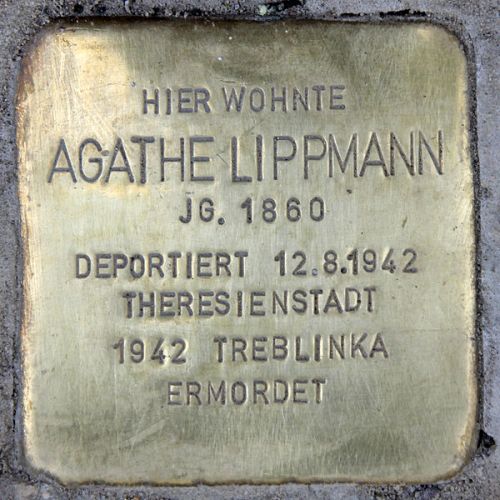 HIER WOHNTE
AGATHE LIPPMANN
JG. 1860
DEPORTIERT 12.8.1942
THERESIENSTADT
1942 TREBLINKA
ERMORDET